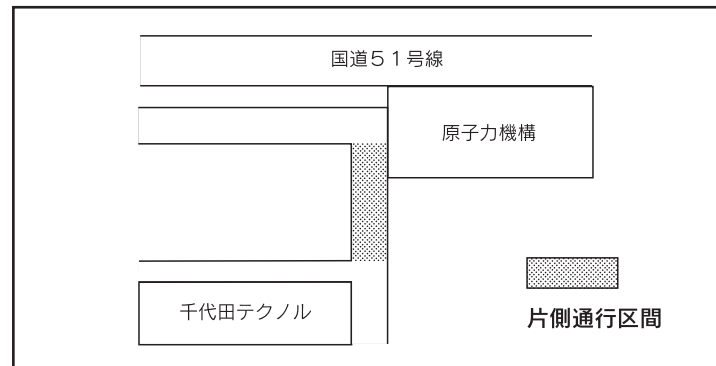 国道５１号線
原子力機構
千代田テクノル
片側通行区間